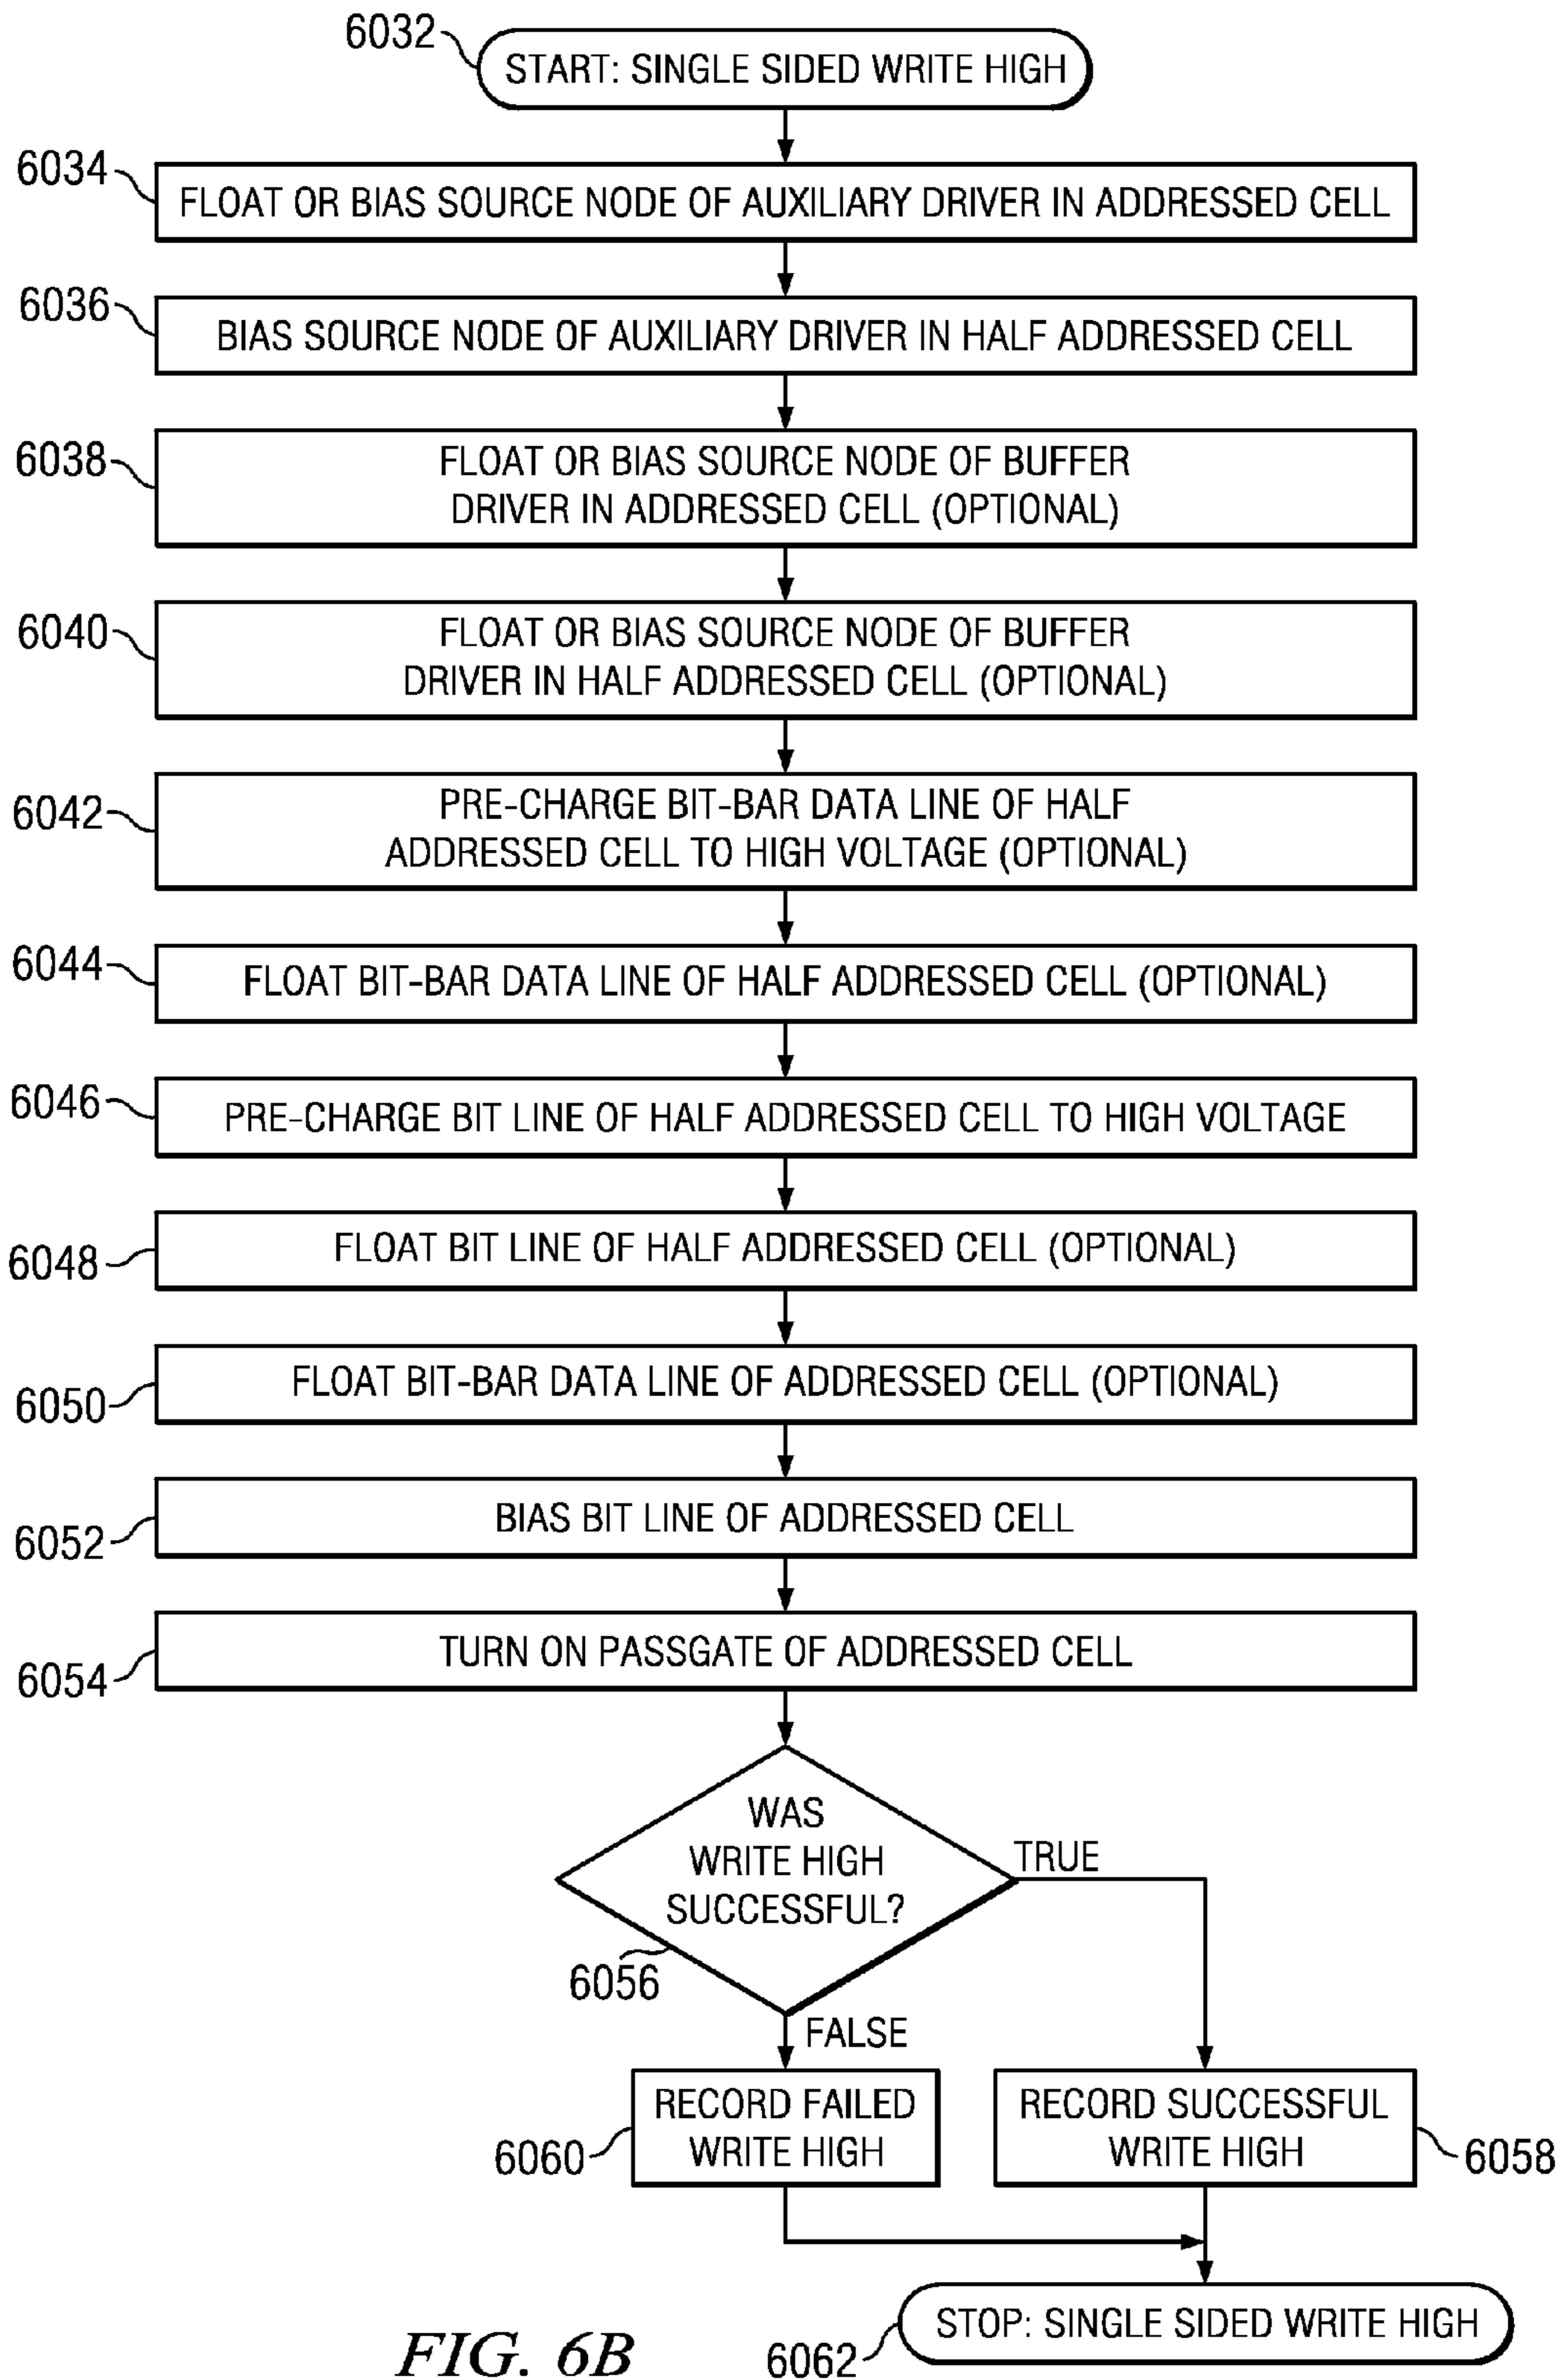 6032
START: SINGLE SIDED WRITE HIGH
6034
FLOAT OR BIAS SOURCE NODE OF AUXILIARY DRIVER IN ADDRESSED CELL
6036
BIAS SOURCE NODE OF AUXILIARY DRIVER IN HALF ADDRESSED CELL
6038
FLOAT OR BIAS SOURCE NODE OF BUFFER
DRIVER IN ADDRESSED CELL (OPTIONAL)
6040
FLOAT OR BIAS SOURCE NODE OF BUFFER
DRIVER IN HALF ADDRESSED CELL (OPTIONAL)
6042
PRE-CHARGE BIT-BAR DATA LINE OF HALF
ADDRESSED CELL TO HIGH VOLTAGE (OPTIONAL)
6044
FLOAT BIT-BAR DATA LINE OF HALF ADDRESSED CELL (OPTIONAL)
6046
PRE-CHARGE BIT LINE OF HALF ADDRESSED CELL TO HIGH VOLTAGE
6048
FLOAT BIT LINE OF HALF ADDRESSED CELL (OPTIONAL)
6050
FLOAT BIT-BAR DATA LINE OF ADDRESSED CELL (OPTIONAL)
6052
BIAS BIT LINE OF ADDRESSED CELL
6054
TURN ON PASSGATE OF ADDRESSED CELL
WAS
WRITE HIGH
SUCCESSFUL?
TRUE
6056
FALSE
RECORD FAILED
WRITE HIGH
6060
RECORD SUCCESSFUL
WRITE HIGH
6058
STOP: SINGLE SIDED WRITE HIGH
6062
FIG. 6B